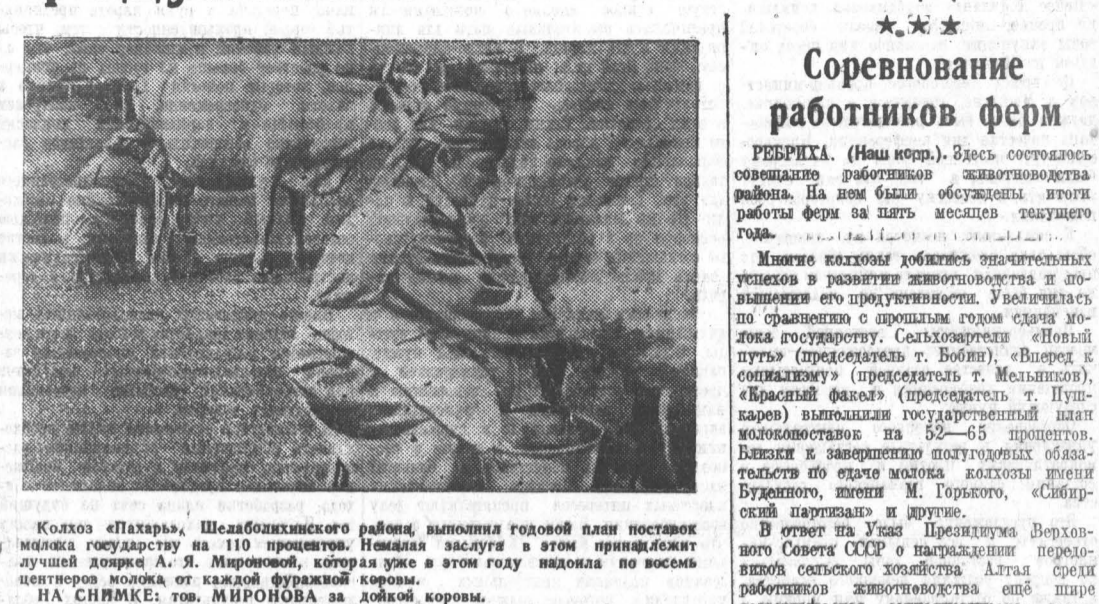 Колхоз «Пахарь», Шелаболихинского района, выполнил годовой план поставок
молока государству на 110 процентов. Немалая заслуга в этом принадлежит
лучшей доярке А. Я. Мироновой, котор ая уже в этом году надоила по восемь
центнеров молока от каждой фуражной коровы.
НА СНИМКЕ: тов. МИРОНОВА за дойкой коровы.
Соревнование
работников ферм
РЕБРИХА. (Наш корр.). Здесь состоялось
совещание работников животноводства
района. На нем были обсуждены итоги
работы ферм за пять месяцев текущего
года.
Многие колхозы добились значительных
успехов в развитии животноводства и по-
вышении его продуктивности. Увеличилась
по сравнению с прошлым годом сдача мо-
лока государству. Сельхозартели «Новый
путь» (председатель т. Бобин), «Вперед к
социализму» (председатель т. Мельников),
«Красный факел» (председатель т. Пуш-
карев) выполнили государственный план
молокопоставок на 52—65 процентов.
Близки к завершению полугодовых обяза-
тельств по сдаче молока колхозы имени
Буденного, имени М. Горького, «Сибир-
ский партизан» и другие.
В ответ на Указ Президиума Верхов-
ного Совета СССР о награждении передо-
виков сельского хозяйства Алтая среди
работников животноводства ещё шире